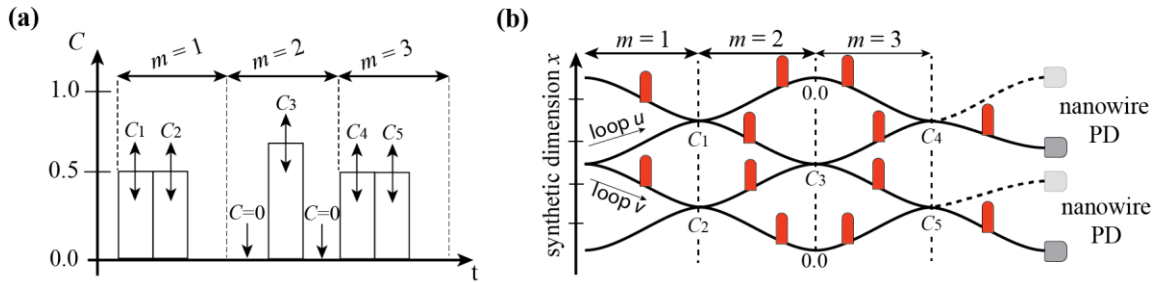 (a)
C
m = 1
m = 2
m = 3
1.0
0.5
0.0
C1
C2
C=0
C3
C=0
C4
C5
t
(b)
synthetic dimension x
m = 1
m = 2
m = 3
loop u
loop v
C1
C2
0.0
C3
0.0
C4
C5
nanowire
PD
nanowire
PD